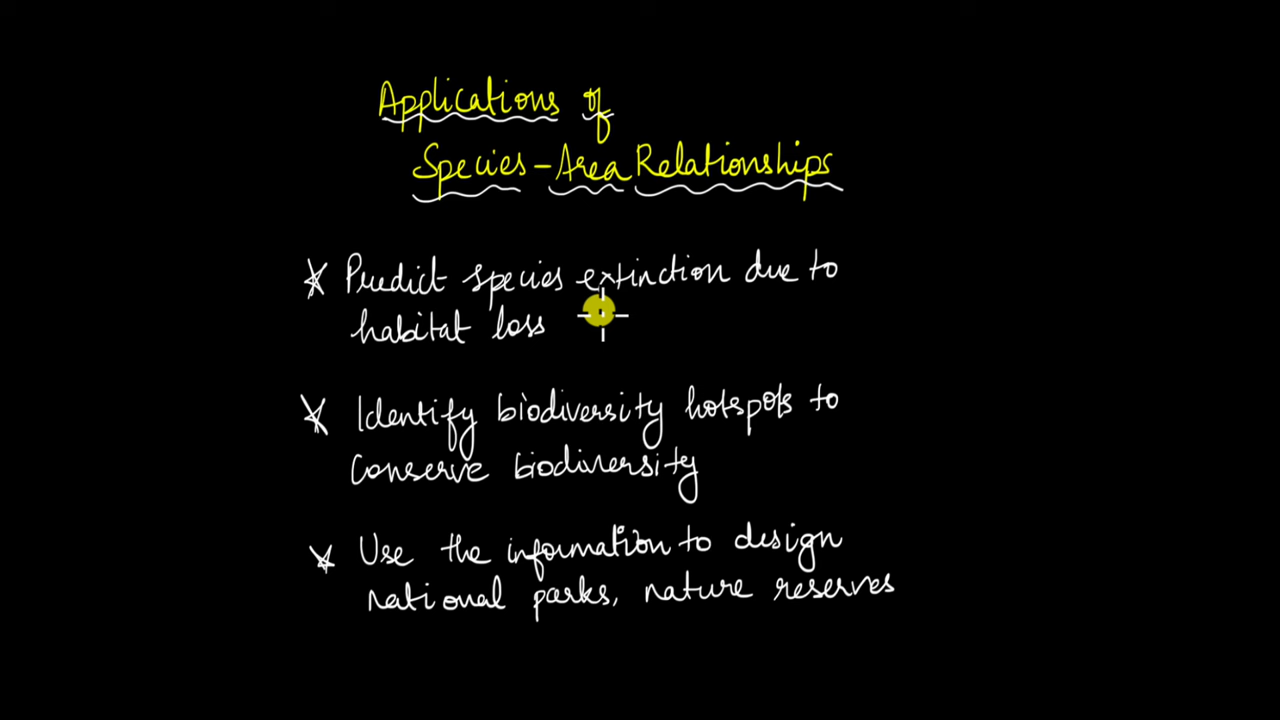 Applications of
Species-Area Relationships
* Predict species extinction due to
habitat loss
* Identify biodiversity hotspots to
conserve biodiversity
* Use the information to design
national parks, nature reserves